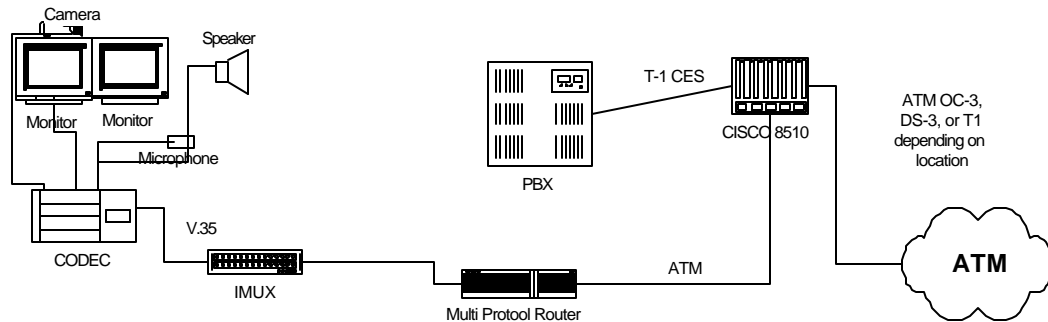 Camera
Speaker
Monitor
Monitor
Microphone
CODEC
V.35
IMUX
PBX
T-1 CES
CISCO 8510
Multi Protool Router
ATM
ATM OC-3,
DS-3, or T1
depending on
location
ATM